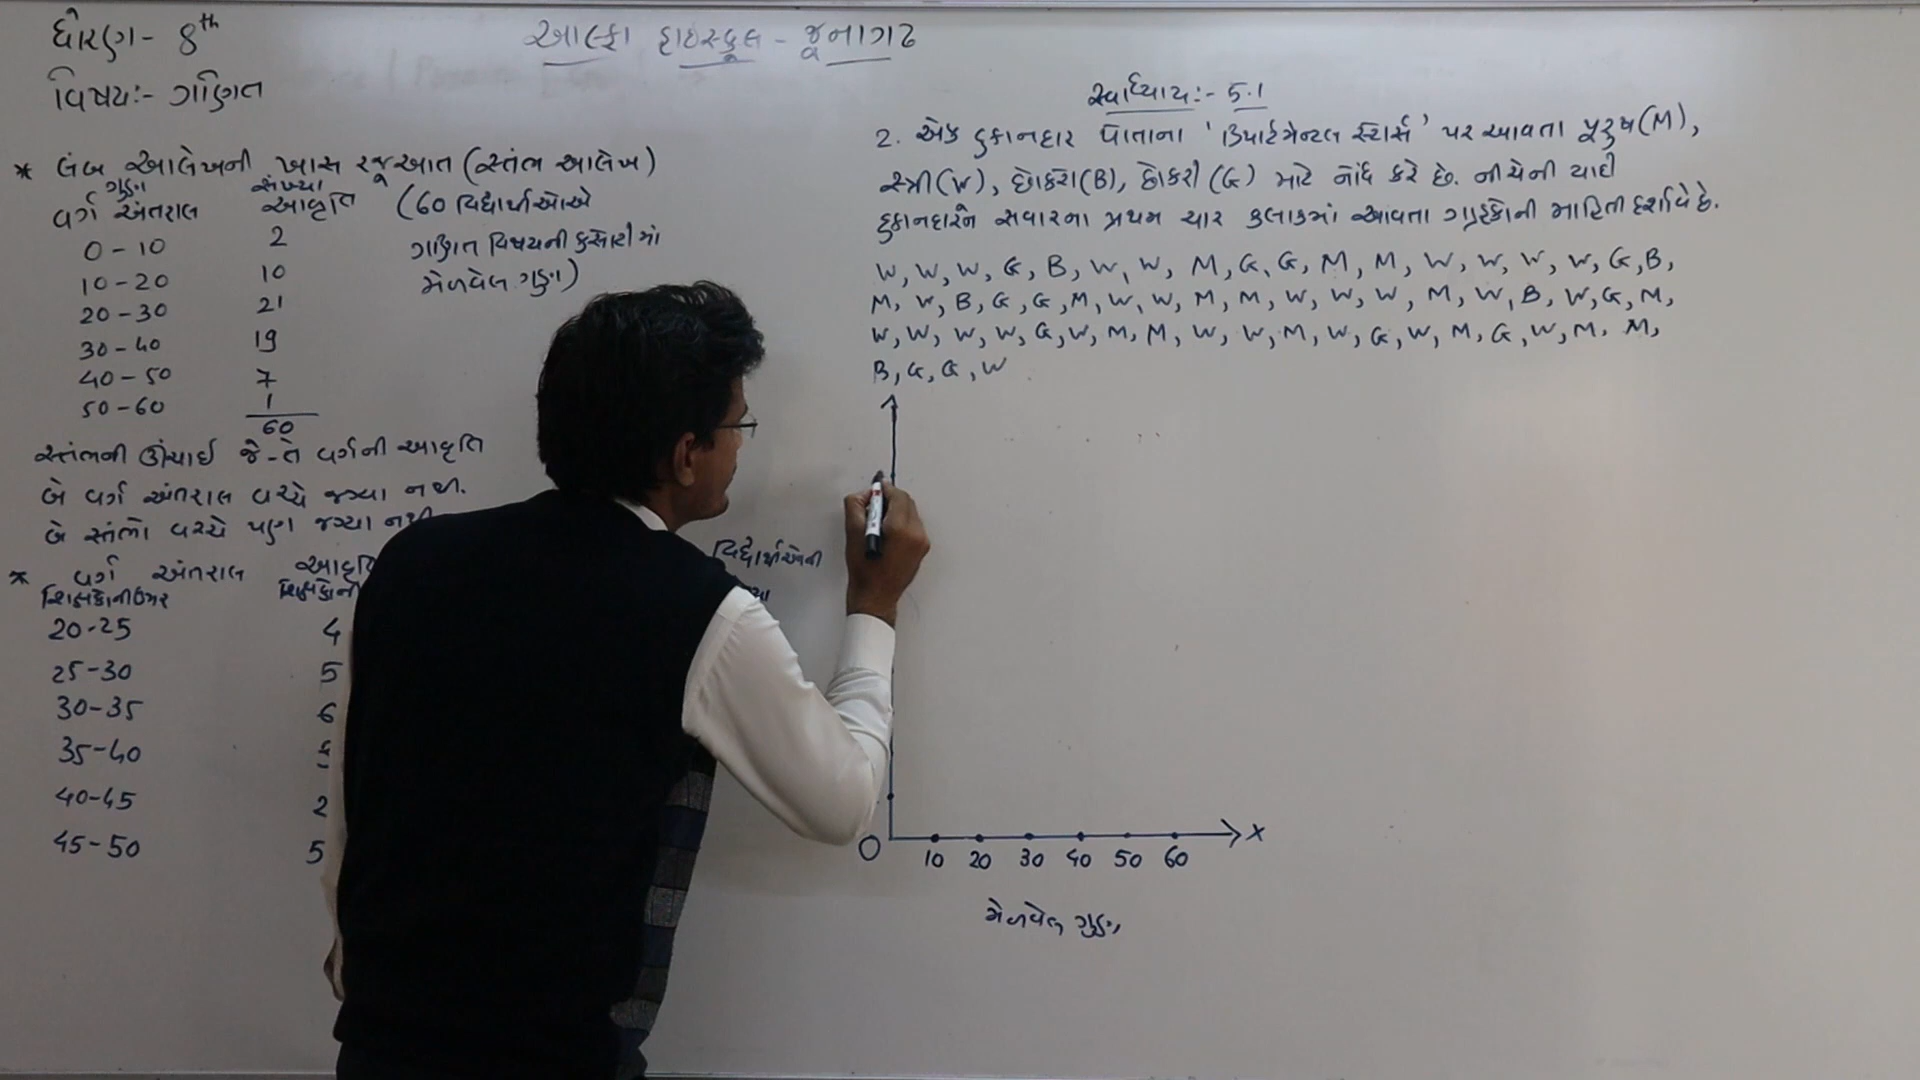 ધોરણ- 8th
વિષય:- ગણિત
આલ્ફા હાઇસ્કૂલ - જૂનાગઢ
* લંબ આલેખની ખાસ રજૂઆત (સ્તંભ આલેખ)
ગુણ સંખ્યા
વર્ગ અંતરાલ આવૃતિ (60 વિદ્યાર્થીઓએ
0-10 2 ગણિત વિષયની કસોટીમાં
10-20 10 મેળવેલ ગુણ)
20-30 21
30-40 19
40-50 7
50-60 1
60
સ્તંભની ઊંચાઇ જે-તે વર્ગની આવૃતિ
બે વર્ગ અંતરાલ વચ્ચે જગ્યા નથી.
બે સ્તંભો વચ્ચે પણ જગ્યા નથી
* વર્ગ અંતરાલ આવૃતિ
શિક્ષકોની ઉંમર શિક્ષકોની
20-25 4
25-30 5
30-35 6
35-40 5
40-45 2
45-50 5
સ્વાધ્યાય:- 5.1
2. એક દુકાનદાર પોતાના 'ડિપાર્ટમેન્ટલ સ્ટોર્સ' પર આવતા પુરુષ(M),
સ્ત્રી(W), છોકરો(B), છોકરી(G) માટે નોંધ કરે છે. નીચેની યાદી
દુકાનદારને સવારના પ્રથમ ચાર કલાકમાં આવતા ગ્રાહકોની માહિતી દર્શાવે છે.
W, W, W, G, B, W, W, M, G, G, M, M, W, W, W, W, G, B,
M, W, B, G, G, M, W, W, M, M, W, W, W, M, W, B, W, G, M,
W, W, W, W, G, W, M, M, W, W, M, W, G, W, M, G, W, M, M,
B, G, G, W
વિદ્યાર્થીઓની
O 10 20 30 40 50 60 X
મેળવેલ ગુણ